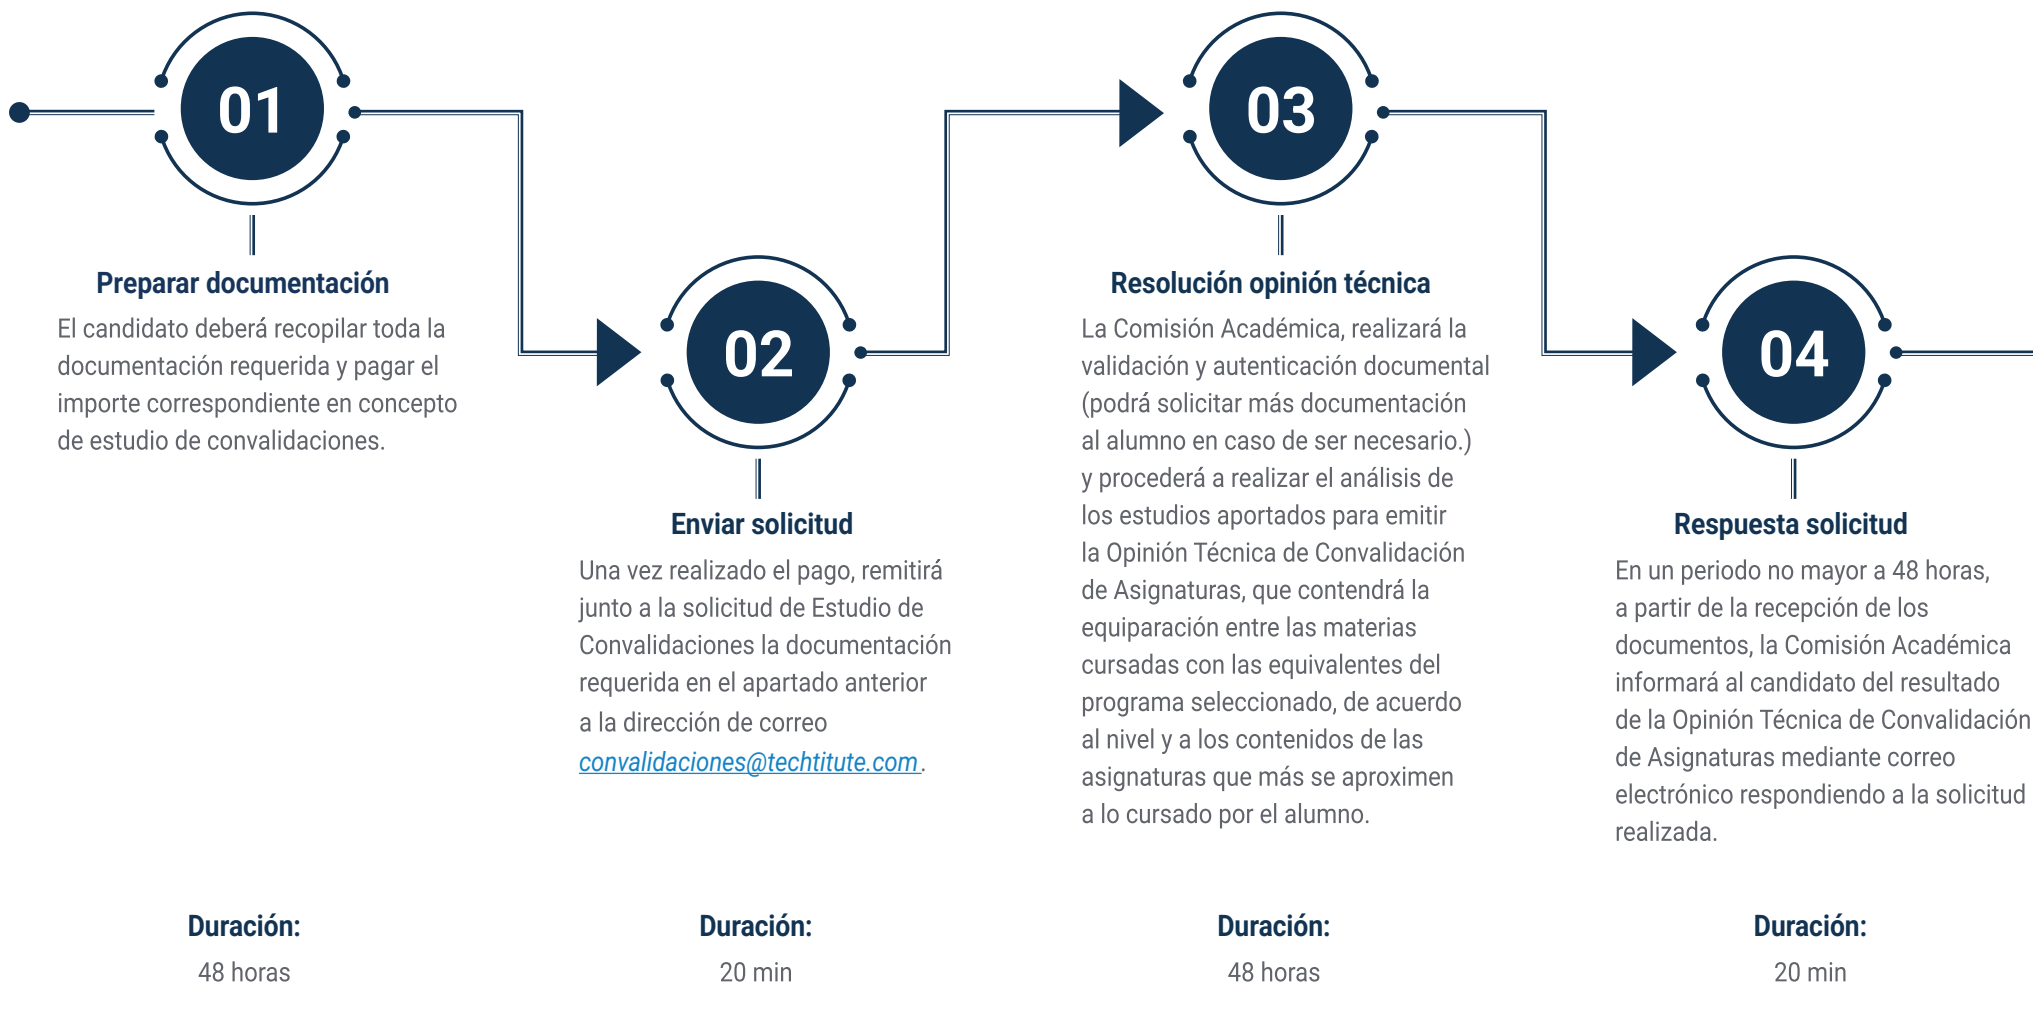 01
Preparar documentación
El candidato deberá recopilar toda la
documentación requerida y pagar el
importe correspondiente en concepto
de estudio de convalidaciones.
Duración:
48 horas
02
Enviar solicitud
Una vez realizado el pago, remitirá
junto a la solicitud de Estudio de
Convalidaciones la documentación
requerida en el apartado anterior
a la dirección de correo
convalidaciones@techtitute.com.
Duración:
20 min
03
Resolución opinión técnica
La Comisión Académica, realizará la
validación y autenticación documental
(podrá solicitar más documentación
al alumno en caso de ser necesario.)
y procederá a realizar el análisis de
los estudios aportados para emitir
la Opinión Técnica de Convalidación
de Asignaturas, que contendrá la
equiparación entre las materias
cursadas con las equivalentes del
programa seleccionado, de acuerdo
al nivel y a los contenidos de las
asignaturas que más se aproximen
a lo cursado por el alumno.
Duración:
48 horas
04
Respuesta solicitud
En un periodo no mayor a 48 horas,
a partir de la recepción de los
documentos, la Comisión Académica
informará al candidato del resultado
de la Opinión Técnica de Convalidación
de Asignaturas mediante correo
electrónico respondiendo a la solicitud
realizada.
Duración:
20 min